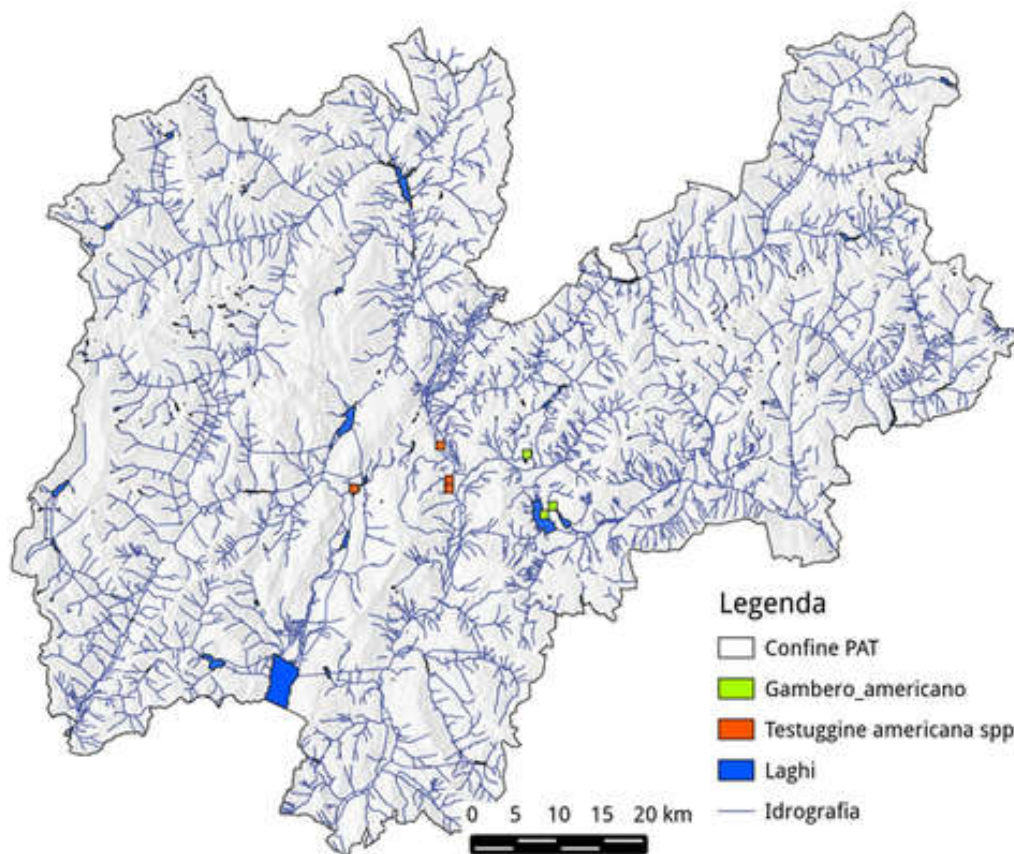 Legenda
Confine PAT
Gambero_americano
Testuggine americana spp
Laghi
Idrografia
0 5 10 15 20 km